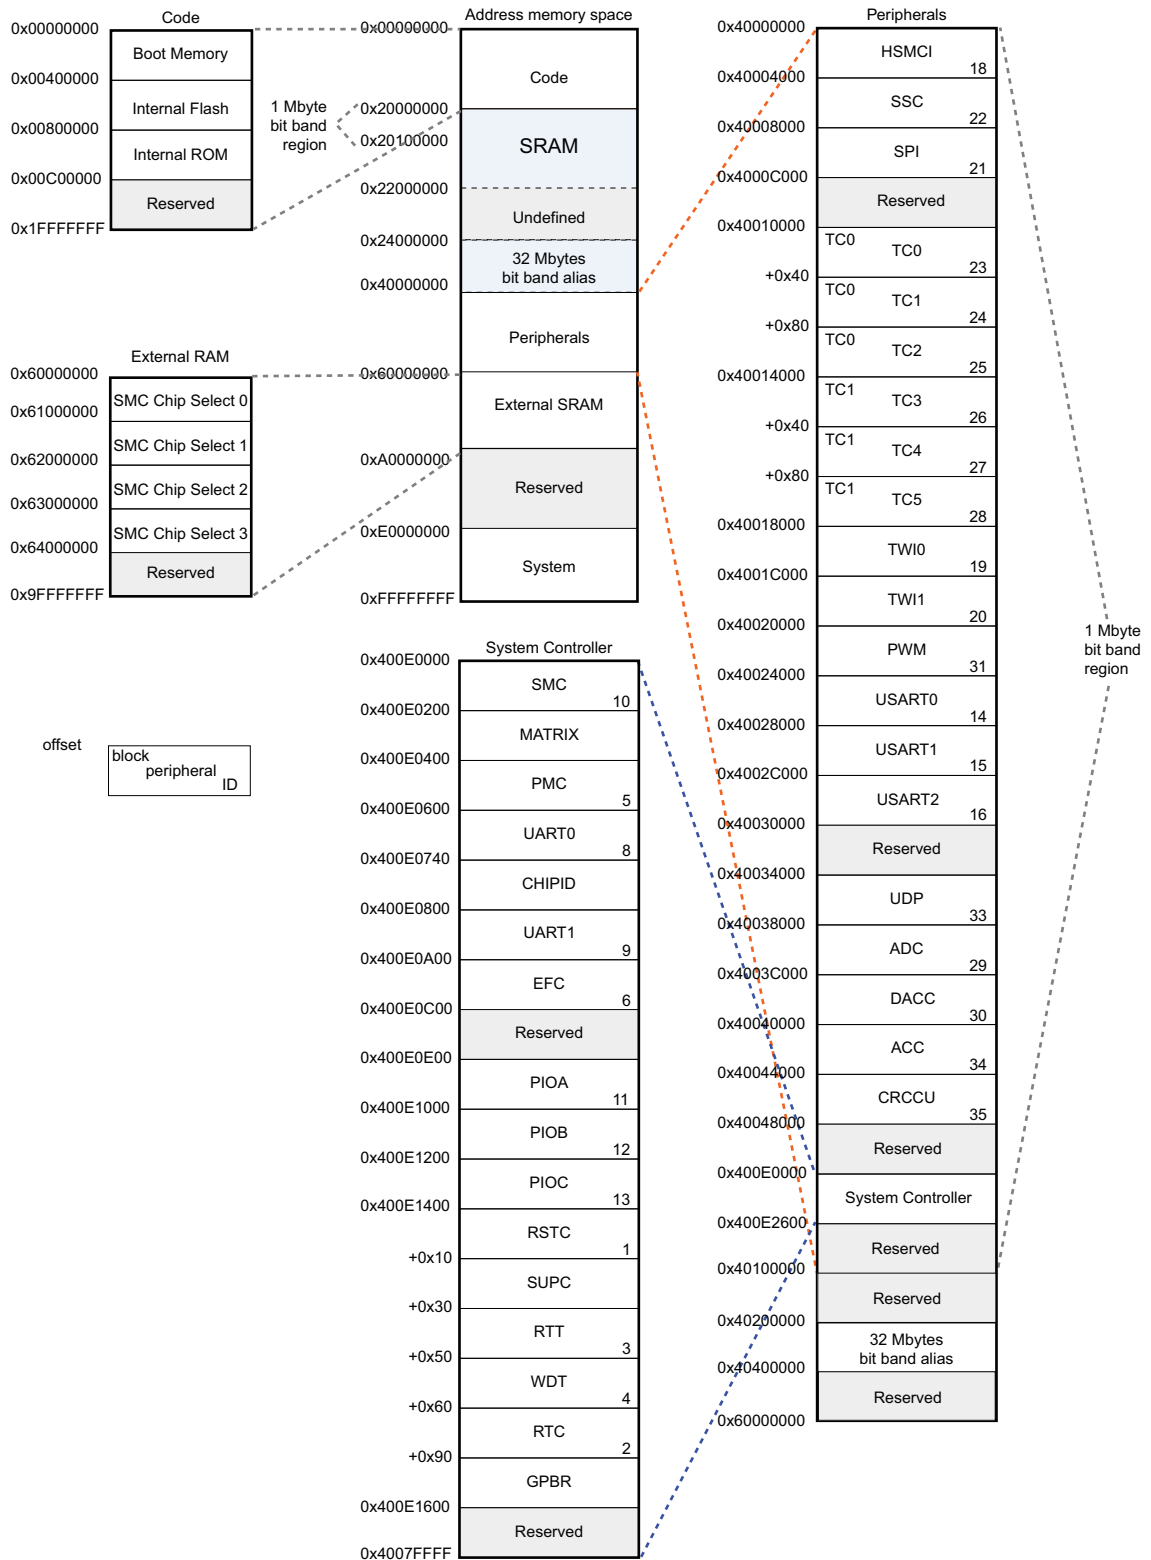 Code
0x00000000
Boot Memory
0x00400000
Internal Flash
0x00800000
Internal ROM
0x00C00000
Reserved
0x1FFFFFFF
1 Mbyte
bit band
region
External RAM
0x60000000
SMC Chip Select 0
0x61000000
SMC Chip Select 1
0x62000000
SMC Chip Select 2
0x63000000
SMC Chip Select 3
0x64000000
Reserved
0x9FFFFFFF
offset
block
peripheral
ID
Address memory space
0x00000000
Code
0x20000000
0x20100000
SRAM
0x22000000
Undefined
0x24000000
32 Mbytes
bit band alias
0x40000000
Peripherals
0x60000000
External SRAM
0xA0000000
Reserved
0xE0000000
System
0xFFFFFFFF
System Controller
0x400E0000
SMC
10
0x400E0200
MATRIX
0x400E0400
PMC
5
0x400E0600
UART0
8
0x400E0740
CHIPID
0x400E0800
UART1
9
0x400E0A00
EFC
6
0x400E0C00
Reserved
0x400E0E00
PIOA
11
0x400E1000
PIOB
12
0x400E1200
PIOC
13
0x400E1400
RSTC
1
+0x10
SUPC
+0x30
RTT
3
+0x50
WDT
4
+0x60
RTC
2
+0x90
GPBR
0x400E1600
Reserved
0x4007FFFF
Peripherals
0x40000000
HSMCI
18
0x40004000
SSC
22
0x40008000
SPI
21
0x4000C000
Reserved
0x40010000
TC0
TC0
23
+0x40
TC0
TC1
24
+0x80
TC0
TC2
25
0x40014000
TC1
TC3
26
+0x40
TC1
TC4
27
+0x80
TC1
TC5
28
0x40018000
TWI0
19
0x4001C000
TWI1
20
0x40020000
PWM
31
0x40024000
USART0
14
0x40028000
USART1
15
0x4002C000
USART2
16
0x40030000
Reserved
0x40034000
UDP
33
0x40038000
ADC
29
0x4003C000
DACC
30
0x40040000
ACC
34
0x40044000
CRCCU
35
0x40048000
Reserved
0x400E0000
System Controller
0x400E2600
Reserved
0x40100000
Reserved
0x40200000
32 Mbytes
bit band alias
0x40400000
Reserved
0x60000000
1 Mbyte
bit band
region